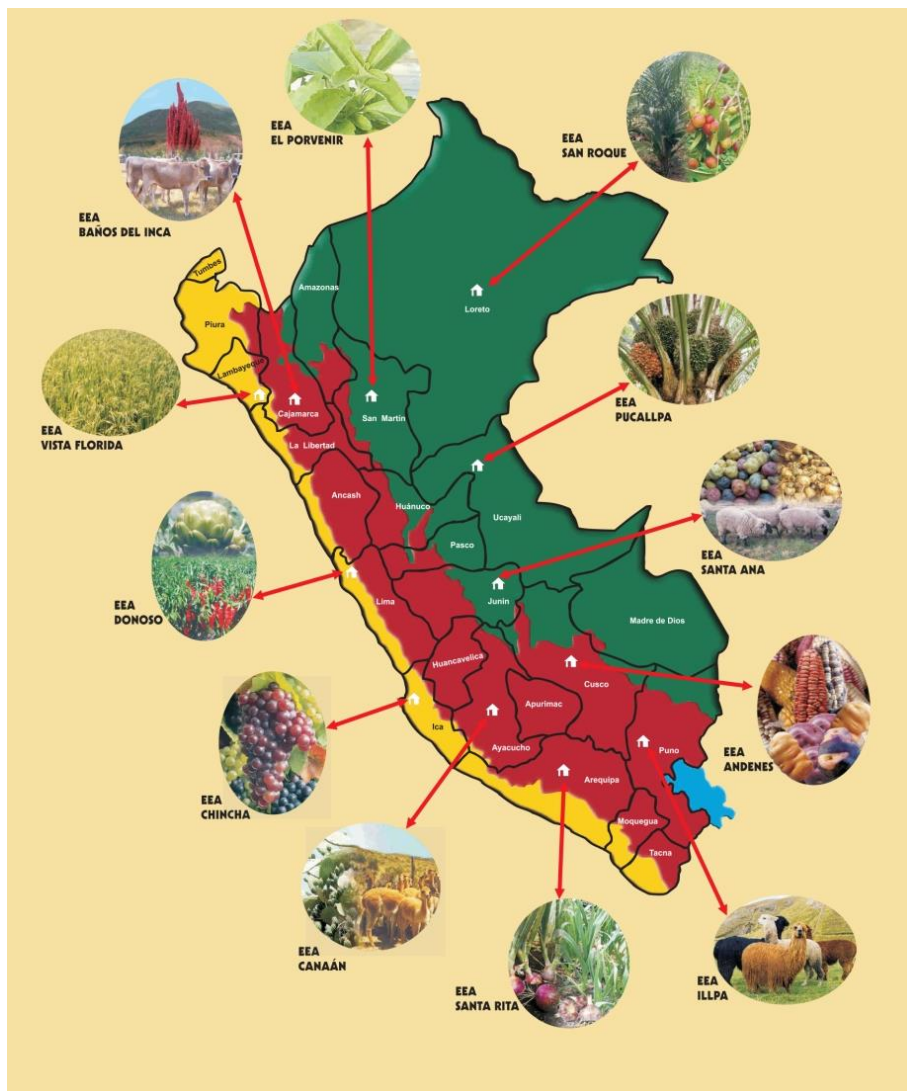 EEA
EL PORVENIR
EEA
SAN ROQUE
EEA
BAÑOS DEL INCA
Tumbes
Amazonas
Piura
Loreto
Lambayeque
EEA
VISTA FLORIDA
Cajamarca
San Martín
EEA
PUCALLPA
La Libertad
Ancash
Huánuco
Ucayali
Pasco
EEA
SANTA ANA
EEA
DONOSO
Lima
Junín
Madre de Dios
Huancavelica
Cusco
Apurimac
Ica
Ayacucho
Puno
EEA
ANDENES
Arequipa
EEA
CHINCHA
Moquegua
Tacna
EEA
CANAÁN
EEA
SANTA RITA
EEA
ILLPA